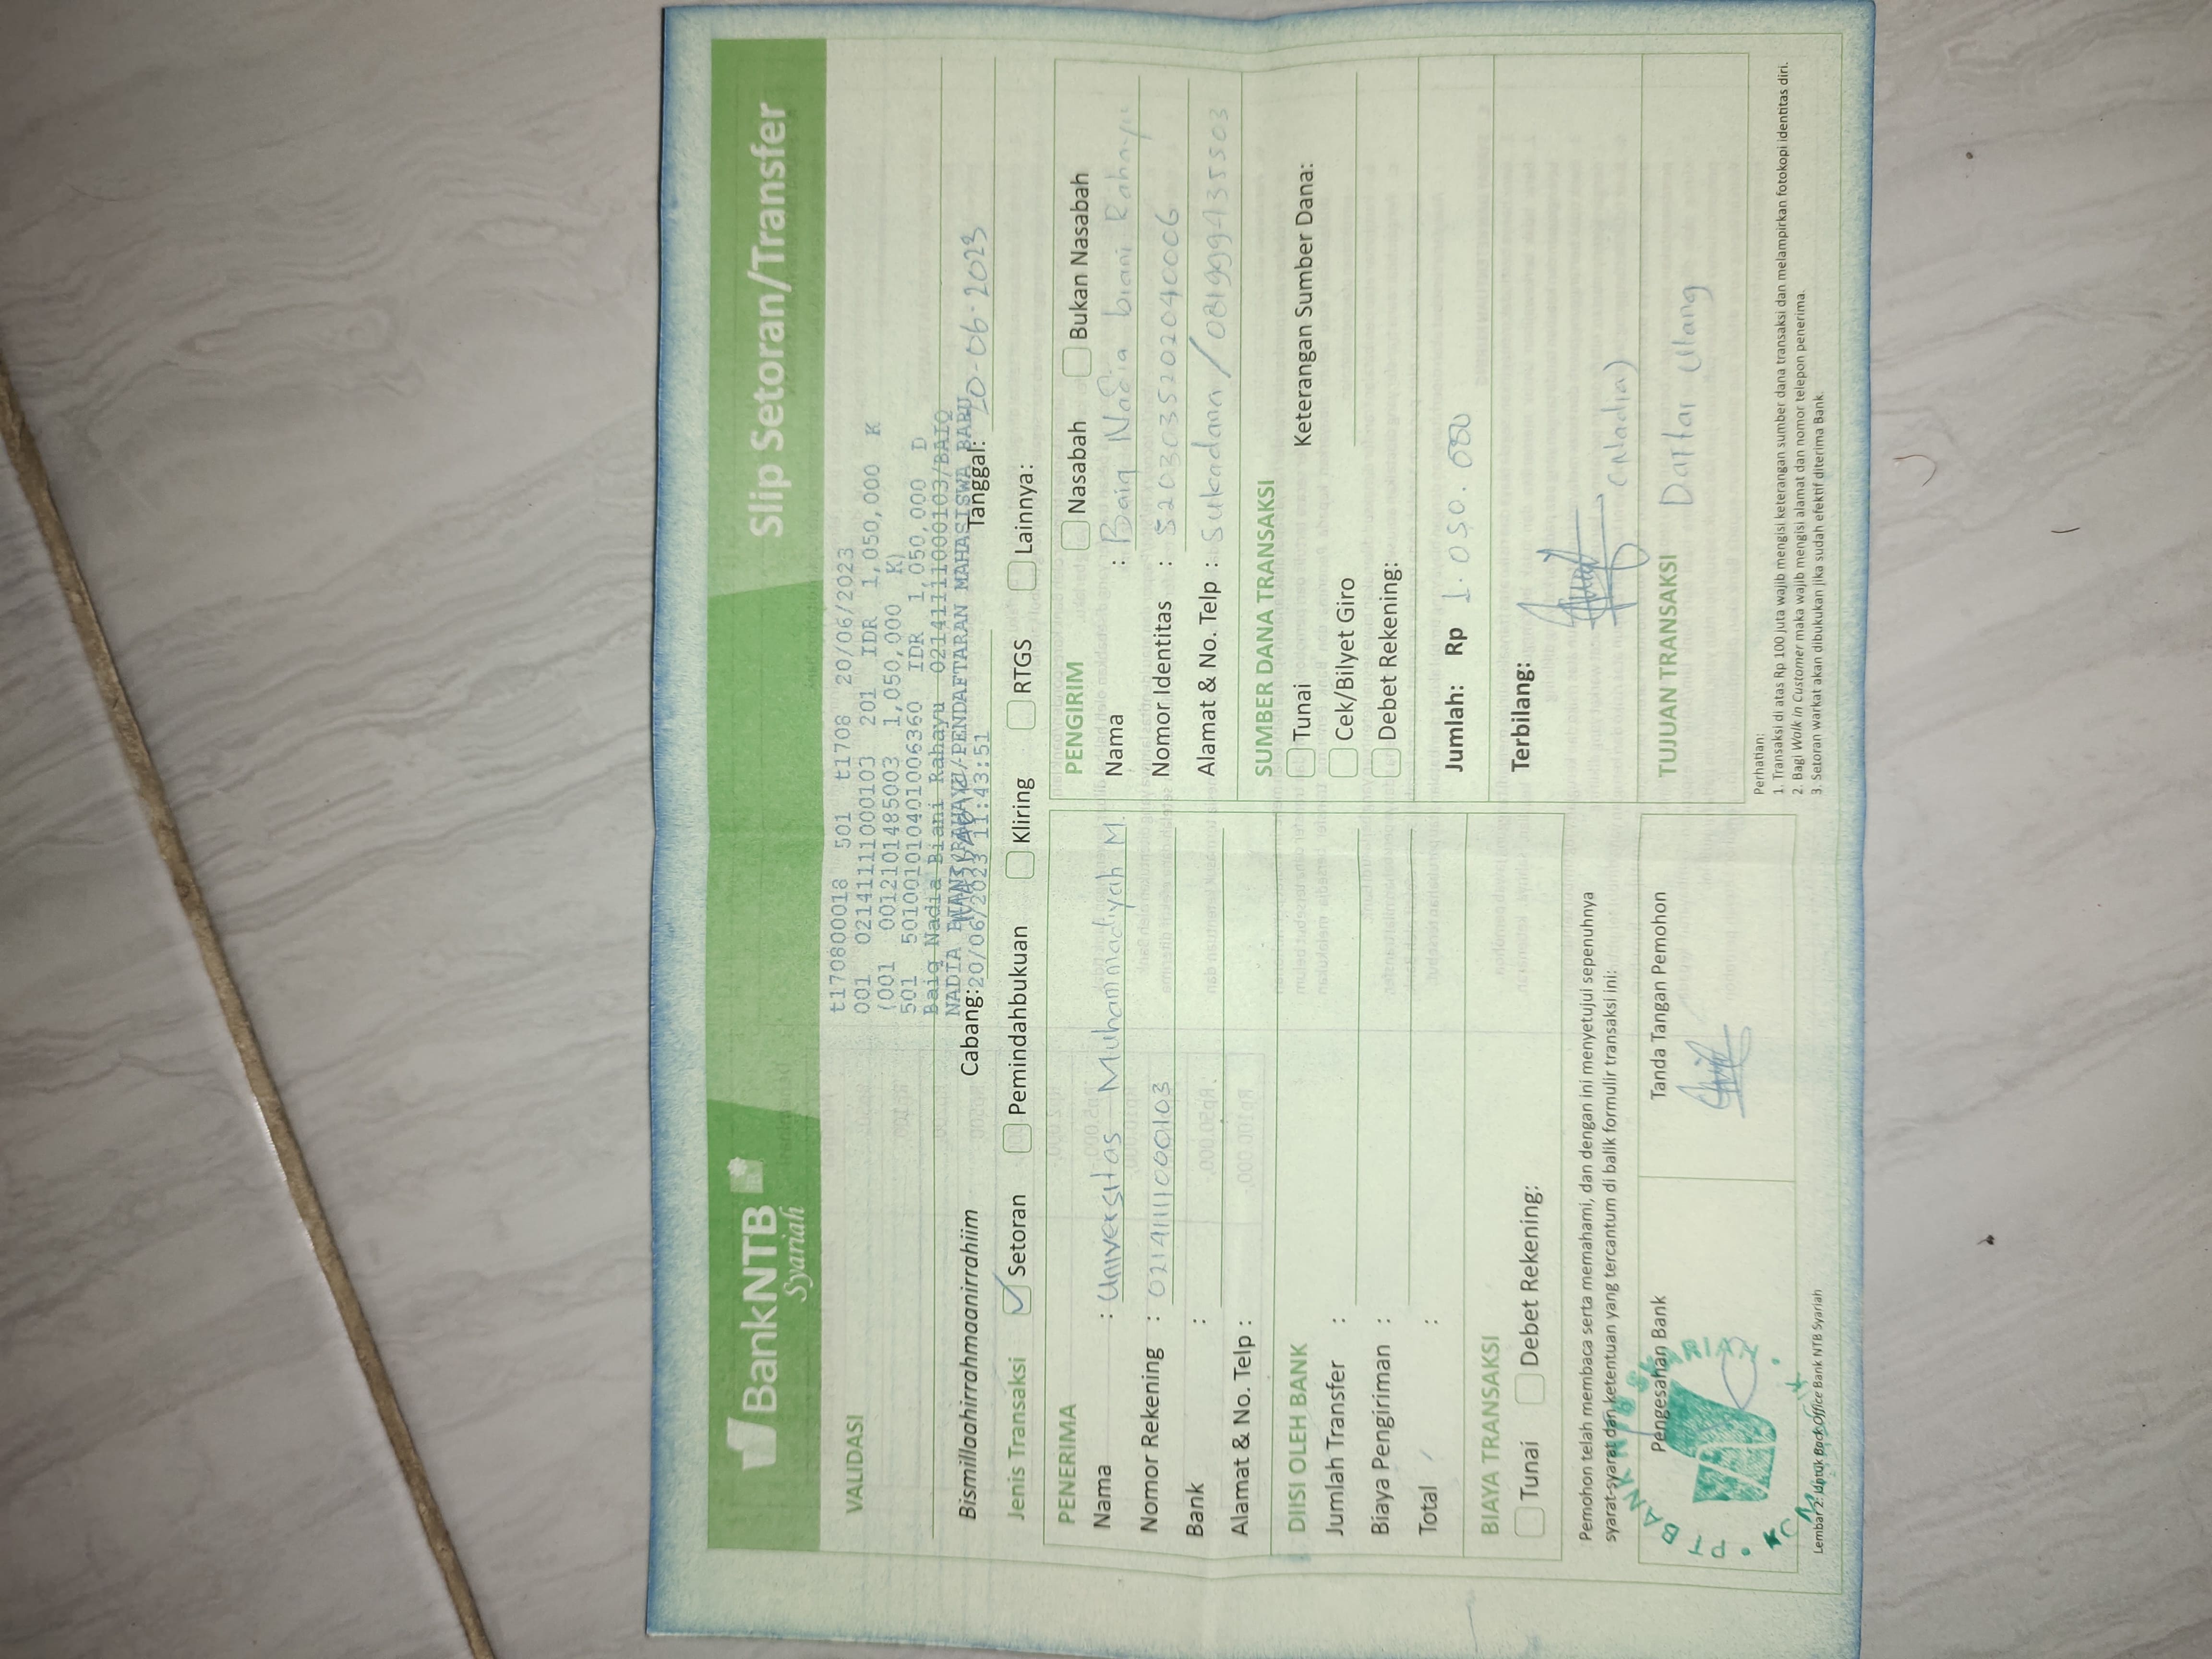 BankNTB
Syariah
Slip Setoran/Transfer
VALIDASI
t170800018 501 t1708 20/06/2023
001 0214111100​0103 201 IDR 1,050,000 K
(001 0012101485003 1,050,000 K)
501 5010010104010​06360 IDR 1,050,000 D
Baiq Nadia Biani Rahayu 0214111100​0103/BAIQ
NADIA BIANI RAHAYU/PENDAFTARAN MAHASISWA BARU
20/06/2023 11:43:51
Bismillaahirrahmaanirrahiim
Cabang:
Tanggal: 20-06-2023
Jenis Transaksi Setoran Pemindahbukuan Kliring RTGS Lainnya:
PENERIMA
Nama : Universitas Muhammadiyah M.
Nomor Rekening : 0214111100​0103
Bank :
Alamat & No. Telp :
DIISI OLEH BANK
Jumlah Transfer :
Biaya Pengiriman :
Total :
BIAYA TRANSAKSI
Tunai Debet Rekening:
Pemohon telah membaca serta memahami, dan dengan ini menyetujui sepenuhnya
syarat-syarat dan ketentuan yang tercantum di balik formulir transaksi ini:
Pengesahan Bank
Tanda Tangan Pemohon
Lembar 2: Untuk Back Office Bank NTB Syariah
PENGIRIM Nasabah Bukan Nasabah
Nama : Baiq Nadia biani Rahayu
Nomor Identitas : 5203035202040006
Alamat & No. Telp : Sukadana / 081999435503
SUMBER DANA TRANSAKSI
Tunai
Keterangan Sumber Dana:
Cek/Bilyet Giro
Debet Rekening:
Jumlah: Rp 1.050.000
Terbilang:
(Nadia)
TUJUAN TRANSAKSI Daftar Ulang
Perhatian:
1. Transaksi di atas Rp 100 juta wajib mengisi keterangan sumber dana transaksi dan melampirkan fotokopi identitas diri.
2. Bagi Walk in Customer maka wajib mengisi alamat dan nomor telepon penerima.
3. Setoran warkat akan dibukukan jika sudah efektif diterima Bank.